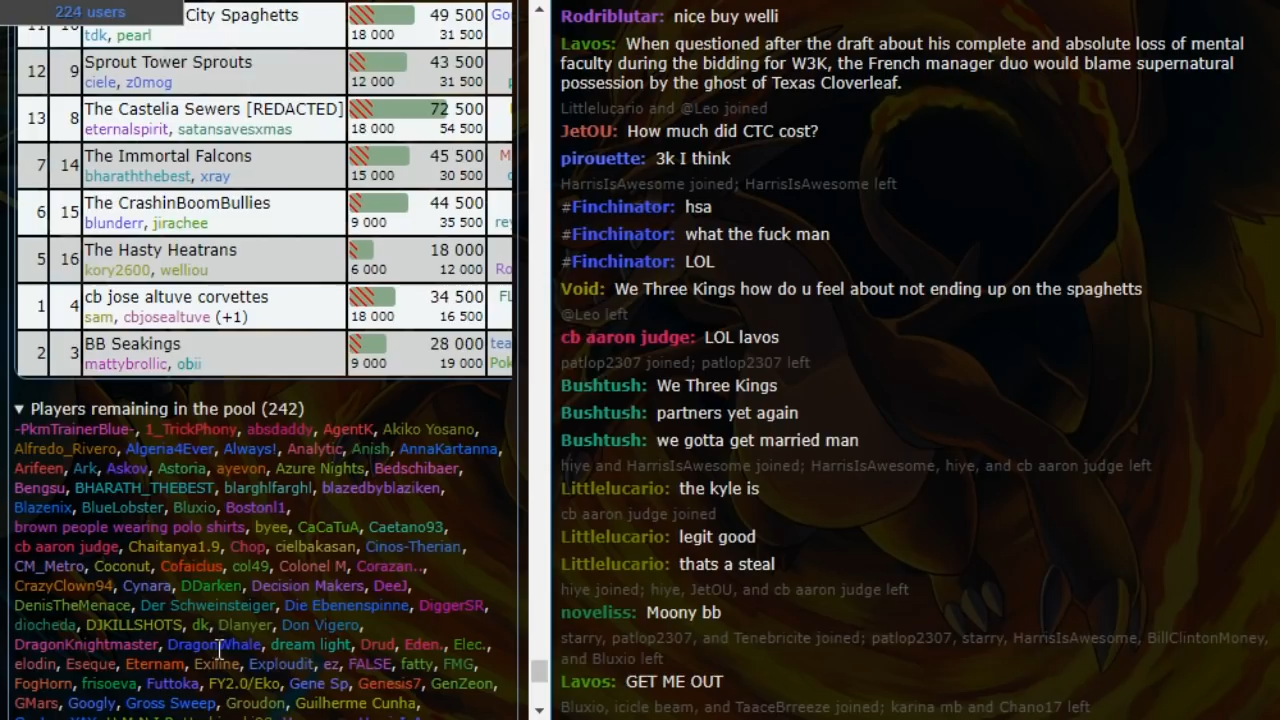 224 users
City Spaghetts
49 500
tdk, pearl
18 000
31 500
12
9
Sprout Tower Sprouts
43 500
ciele, z0mog
12 000
31 500
13
8
The Castelia Sewers [REDACTED]
72 500
eternalspirit, satansavesxmas
18 000
54 500
7
14
The Immortal Falcons
45 500
bharaththebest, xray
15 000
30 500
6
15
The CrashinBoomBullies
44 500
blunderr, jirachee
9 000
35 500
rey
5
16
The Hasty Heatrans
18 000
kory2600, welliou
6 000
12 000
Ro
1
4
cb jose altuve corvettes
34 500
FL
sam, cbjosealtuve (+1)
18 000
16 500
2
3
BB Seakings
28 000
tea
mattybrollic, obii
9 000
19 000
Pok
▼ Players remaining in the pool (242)
-PkmTrainerBlue-, 1_TrickPhony, absdaddy, AgentK, Akiko Yosano,
Alfredo_Rivero, Algeria4Ever, Always!, Analytic, Anish, AnnaKartanna,
Arifeen, Ark, Askov, Astoria, ayevon, Azure Nights, Bedschibaer,
Bengsu, BHARATH_THEBEST, blarghlfarghl, blazedbyblaziken,
Blazenix, BlueLobster, Bluxio, Bostonl1,
brown people wearing polo shirts, byee, CaCaTuA, Caetano93,
cb aaron judge, Chaitanya1.9, Chop, cielbakasan, Cinos-Therian,
CM_Metro, Coconut, Cofaicius, col49, Colonel M, Corazan..,
CrazyClown94, Cynara, DDarken, Decision Makers, DeeJ,
DenisTheMenace, Der Schweinsteiger, Die Ebenenspinne, DiggerSR,
diocheda, DJKILLSHOTS, dk, Dlanyer, Don Vigero,
DragonKnightmaster, DragonWhale, dream light, Drud, Eden., Elec.,
elodin, Eseque, Eternam, Exiline, Exploudit, ez, FALSE, fatty, FMG,
FogHorn, frisoeva, Futtoka, FY2.0/Eko, Gene Sp, Genesis7, GenZeon,
GMars, Googly, Gross Sweep, Groudon, Guilherme Cunha,
Rodriblutar: nice buy welli
Lavos: When questioned after the draft about his complete and absolute loss of mental
faculty during the bidding for W3K, the French manager duo would blame supernatural
possession by the ghost of Texas Cloverleaf.
Littlelucario and @Leo joined
JetOU: How much did CTC cost?
pirouette: 3k I think
HarrisIsAwesome joined; HarrisIsAwesome left
#Finchinator: hsa
#Finchinator: what the fuck man
#Finchinator: LOL
Void: We Three Kings how do u feel about not ending up on the spaghetts
@Leo left
cb aaron judge: LOL lavos
patlop2307 joined; patlop2307 left
Bushtush: We Three Kings
Bushtush: partners yet again
Bushtush: we gotta get married man
hiye and HarrisIsAwesome joined; HarrisIsAwesome, hiye, and cb aaron judge left
Littlelucario: the kyle is
cb aaron judge joined
Littlelucario: legit good
Littlelucario: thats a steal
hiye joined; hiye, JetOU, and cb aaron judge left
noveliss: Moony bb
starry, patlop2307, and Tenebricite joined; patlop2307, starry, HarrisIsAwesome, BillClintonMoney,
and Bluxio left
Lavos: GET ME OUT
Bluxio, icicle beam, and TaaceBrreeze joined; karina mb and Chano17 left